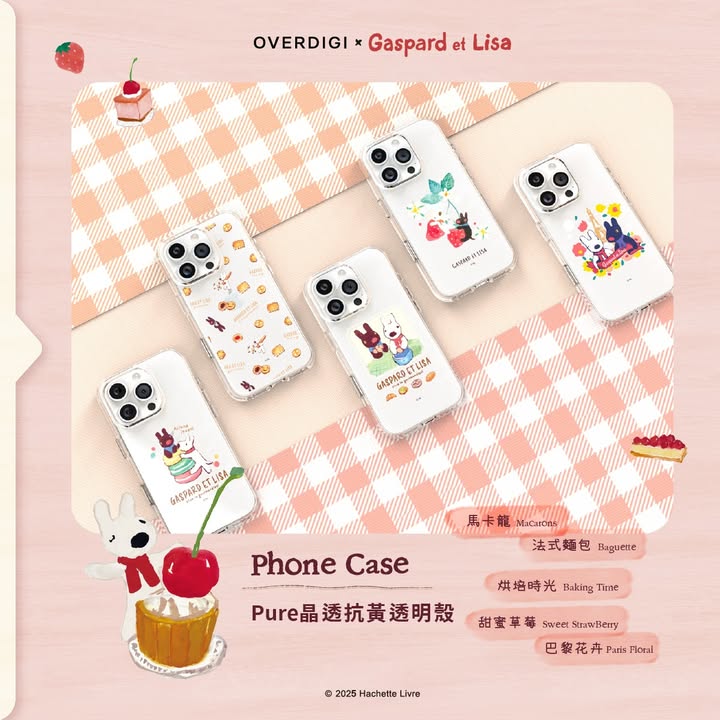 OVERDIGI × Gaspard et Lisa
GASPARD ET LISA
GASPARD ET LISA
GASPARD ET LISA
Phone Case
Pure晶透抗黃透明殼
馬卡龍 Macarons
法式麵包 Baguette
烘培時光 Baking Time
甜蜜草莓 Sweet StrawBerry
巴黎花卉 Paris Floral
© 2025 Hachette Livre